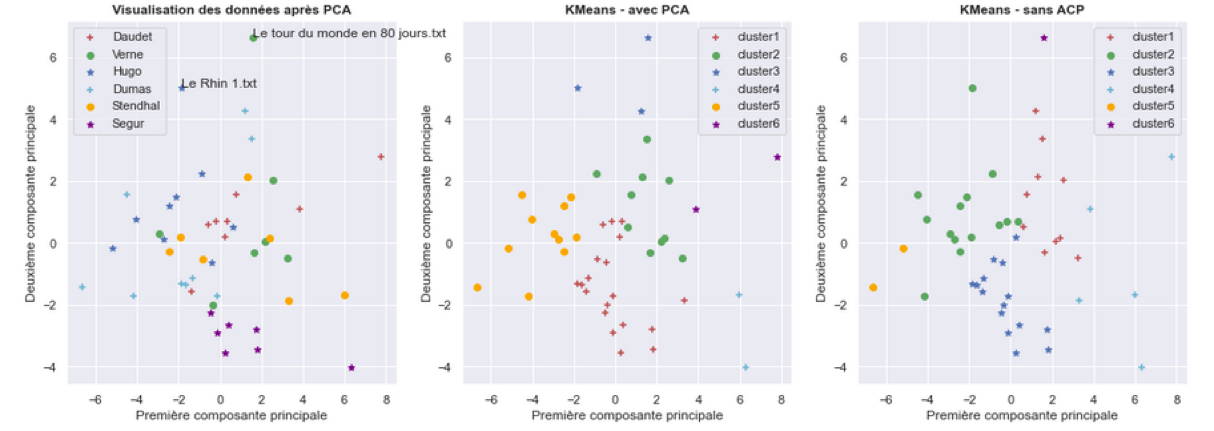 Visualisation des données après PCA
Le tour du monde en 80 jours.txt
Le Rhin 1.txt
Daudet
Verne
Hugo
Dumas
Stendhal
Segur
Deuxième composante principale
6
4
2
0
−2
−4
−6 −4 −2 0 2 4 6 8
Première composante principale
KMeans - avec PCA
cluster1
cluster2
cluster3
cluster4
cluster5
cluster6
Deuxième composante principale
6
4
2
0
−2
−4
−6 −4 −2 0 2 4 6 8
Première composante principale
KMeans - sans ACP
cluster1
cluster2
cluster3
cluster4
cluster5
cluster6
Deuxième composante principale
6
4
2
0
−2
−4
−6 −4 −2 0 2 4 6 8
Première composante principale